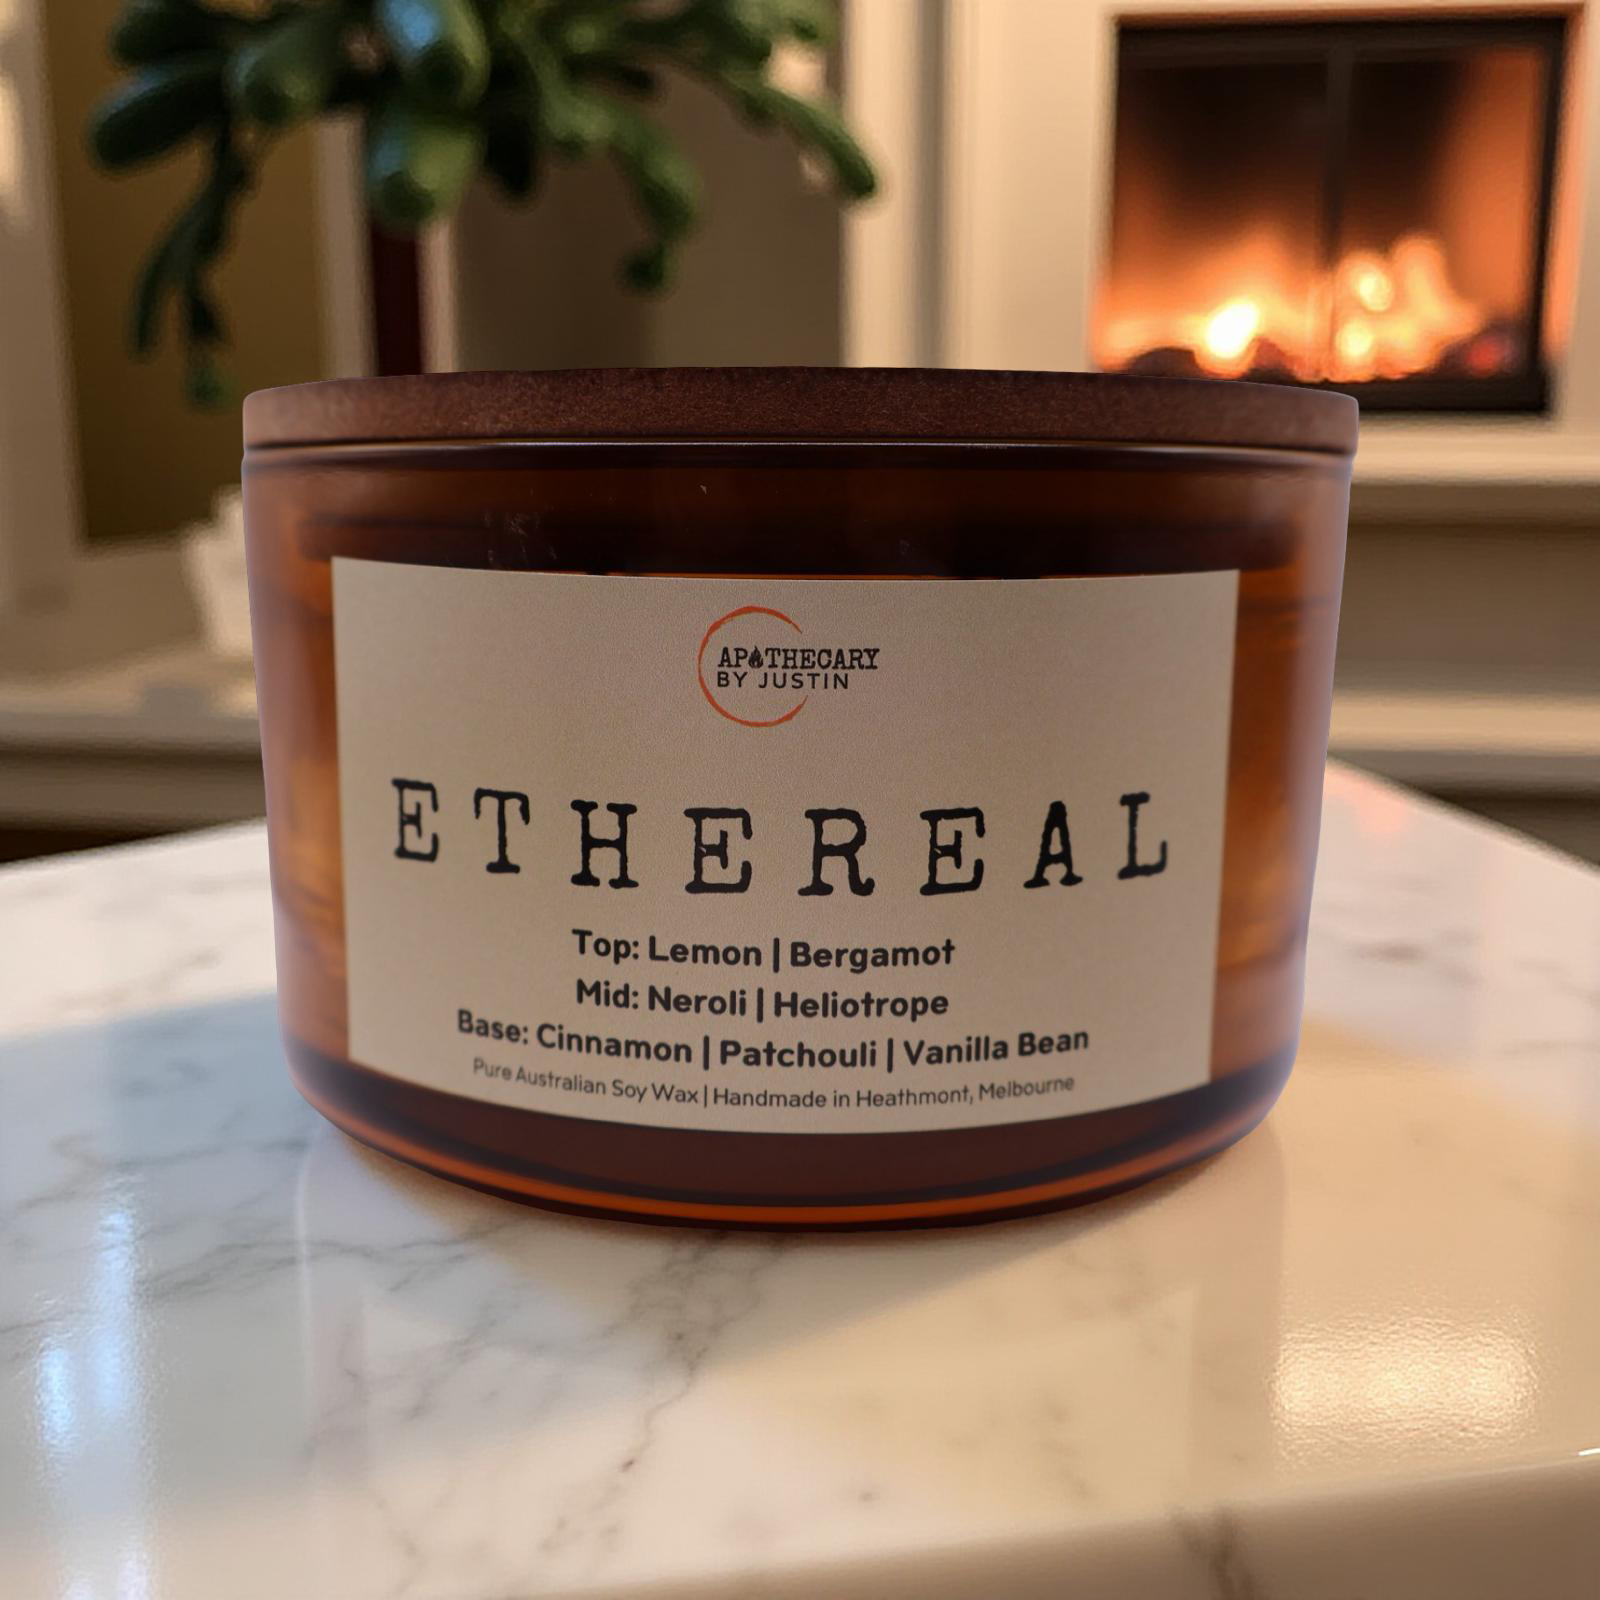 APOTHECARY
BY JUSTIN
ETHEREAL
Top: Lemon | Bergamot
Mid: Neroli | Heliotrope
Base: Cinnamon | Patchouli | Vanilla Bean
Pure Australian Soy Wax | Handmade in Heathmont, Melbourne